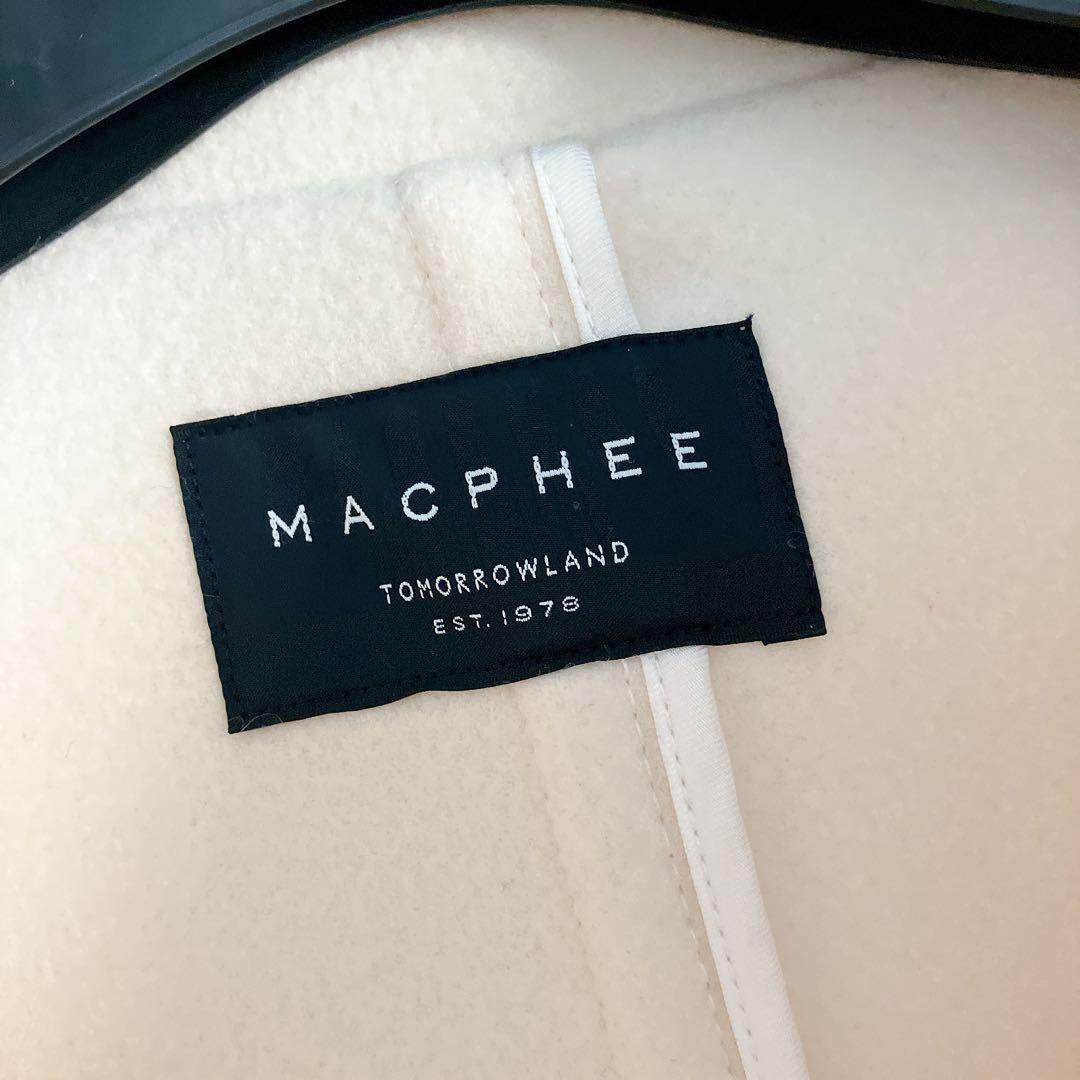 MACPHEE
TOMORROWLAND
EST. 1978